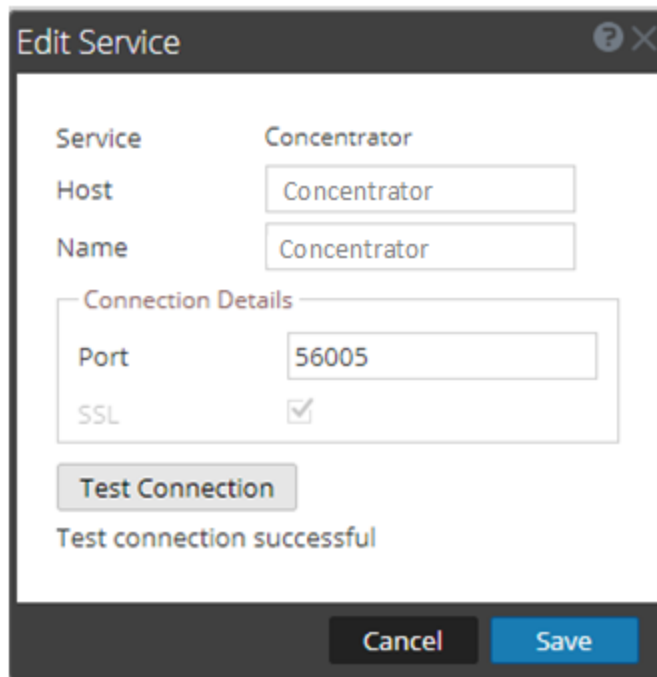 Edit Service
Service Concentrator
Host Concentrator
Name Concentrator
Connection Details
Port 56005
SSL
Test Connection
Test connection successful
Cancel Save